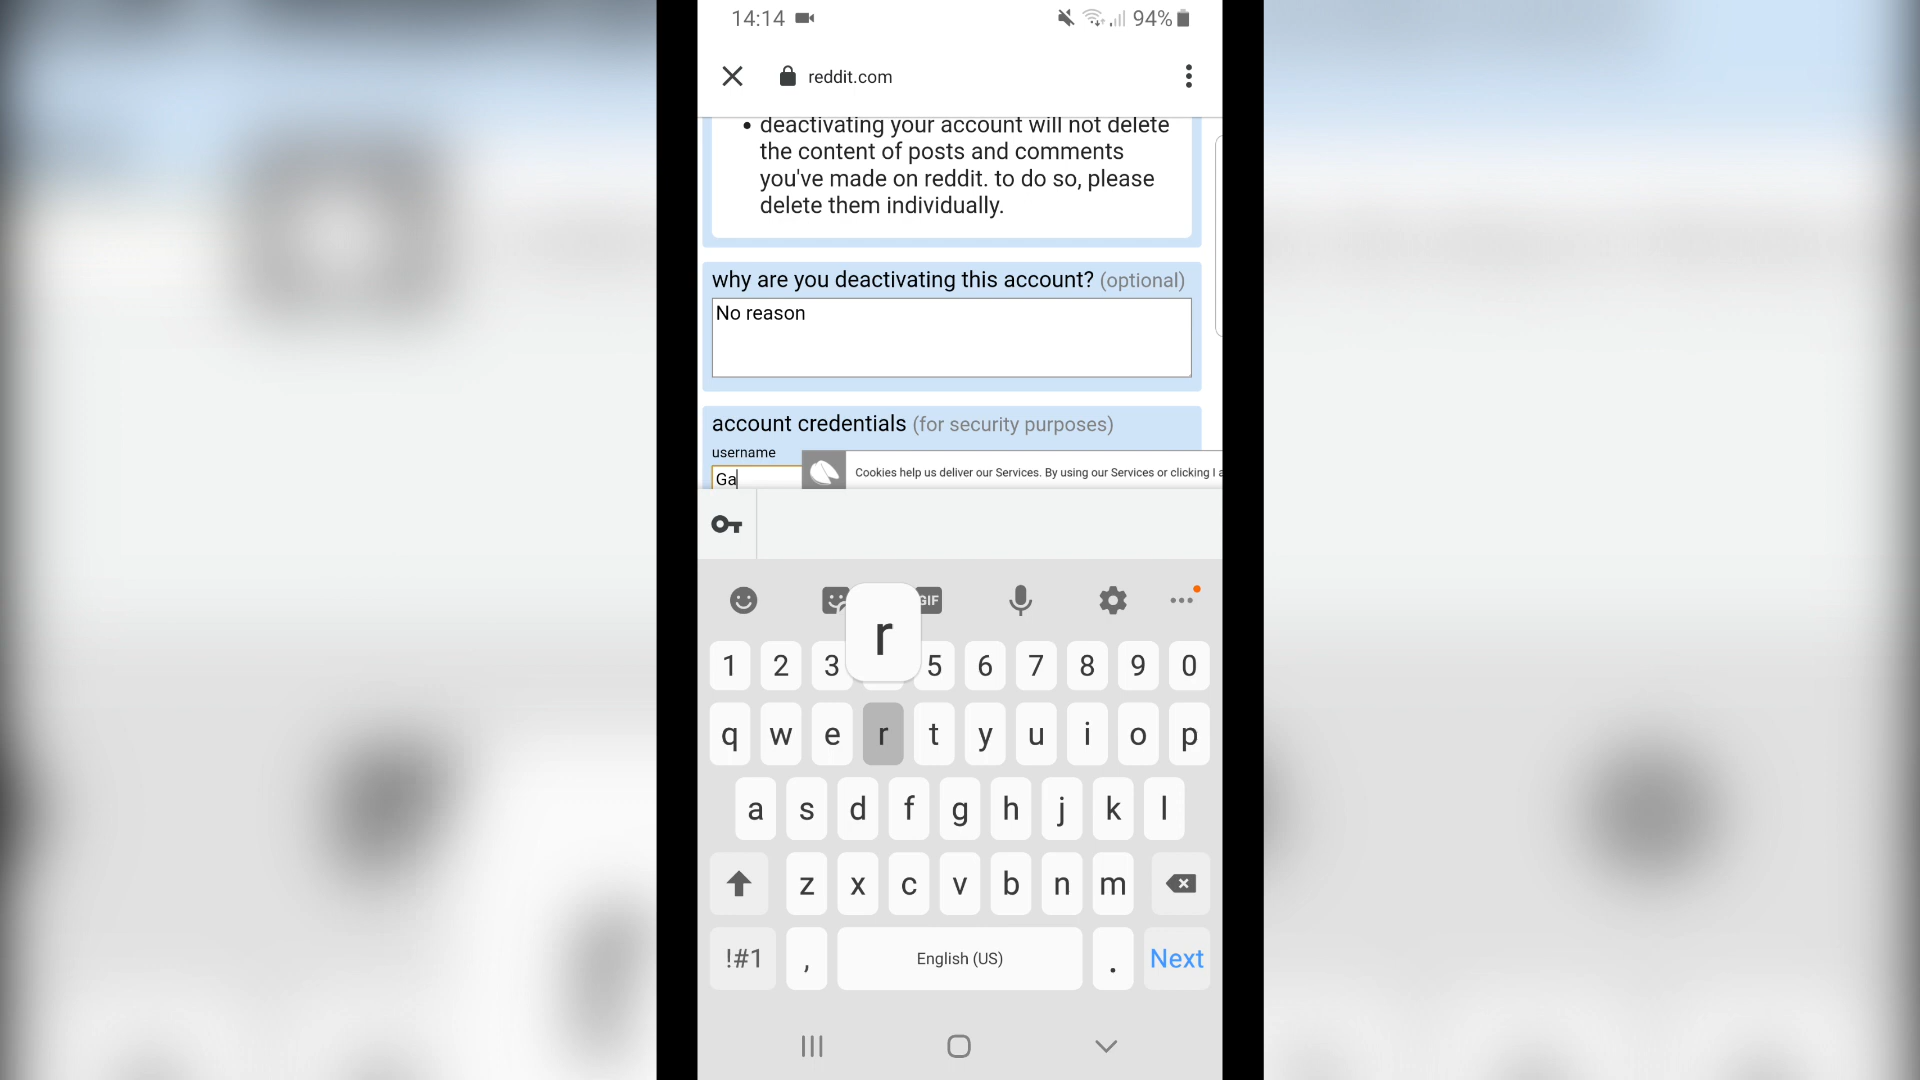 14:14 94%
reddit.com
deactivating your account will not delete
the content of posts and comments
you've made on reddit. to do so, please
delete them individually.
why are you deactivating this account? (optional)
No reason
account credentials (for security purposes)
username
Cookies help us deliver our Services. By using our Services or clicking I a
Ga
GIF
r
1 2 3 5 6 7 8 9 0
q w e r t y u i o p
a s d f g h j k l
z x c v b n m
!#1 , English (US) . Next